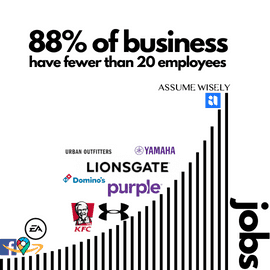 88% of business
have fewer than 20 employees
ASSUME WISELY
URBAN OUTFITTERS
YAMAHA
LIONSGATE
Domino's
purple
KFC
EA
f
jobs